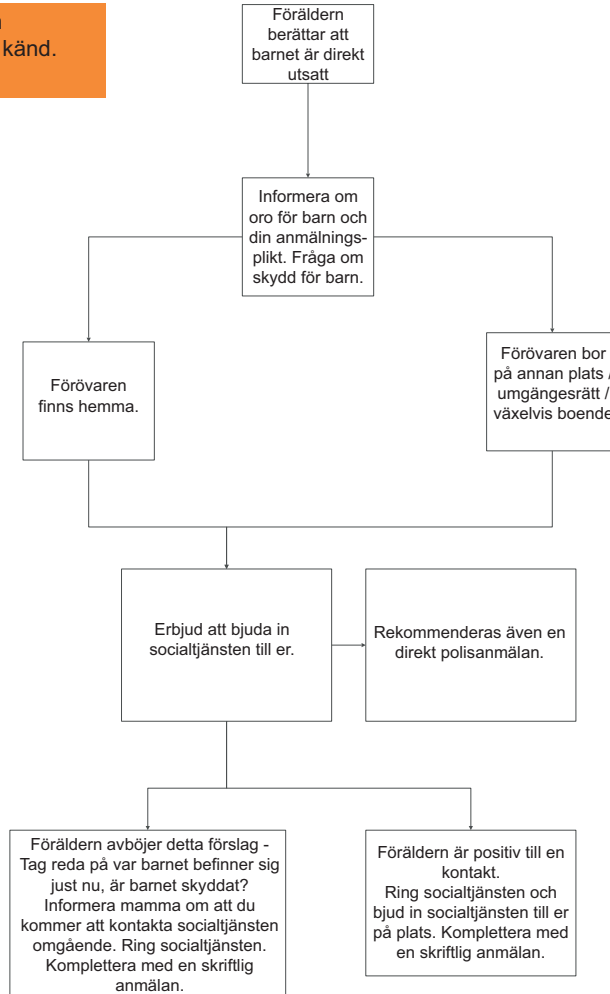 känd.
Föräldern
berättar att
barnet är direkt
utsatt
Informera om
oro för barn och
din anmälnings-
plikt. Fråga om
skydd för barn.
Förövaren
finns hemma.
Förövaren bor
på annan plats /
umgängesrätt /
växelvis boende
Erbjud att bjuda in
socialtjänsten till er.
Rekommenderas även en
direkt polisanmälan.
Föräldern avböjer detta förslag -
Tag reda på var barnet befinner sig
just nu, är barnet skyddat?
Informera mamma om att du
kommer att kontakta socialtjänsten
omgående. Ring socialtjänsten.
Komplettera med en skriftlig
anmälan.
Föräldern är positiv till en
kontakt.
Ring socialtjänsten och
bjud in socialtjänsten till er
på plats. Komplettera med
en skriftlig anmälan.